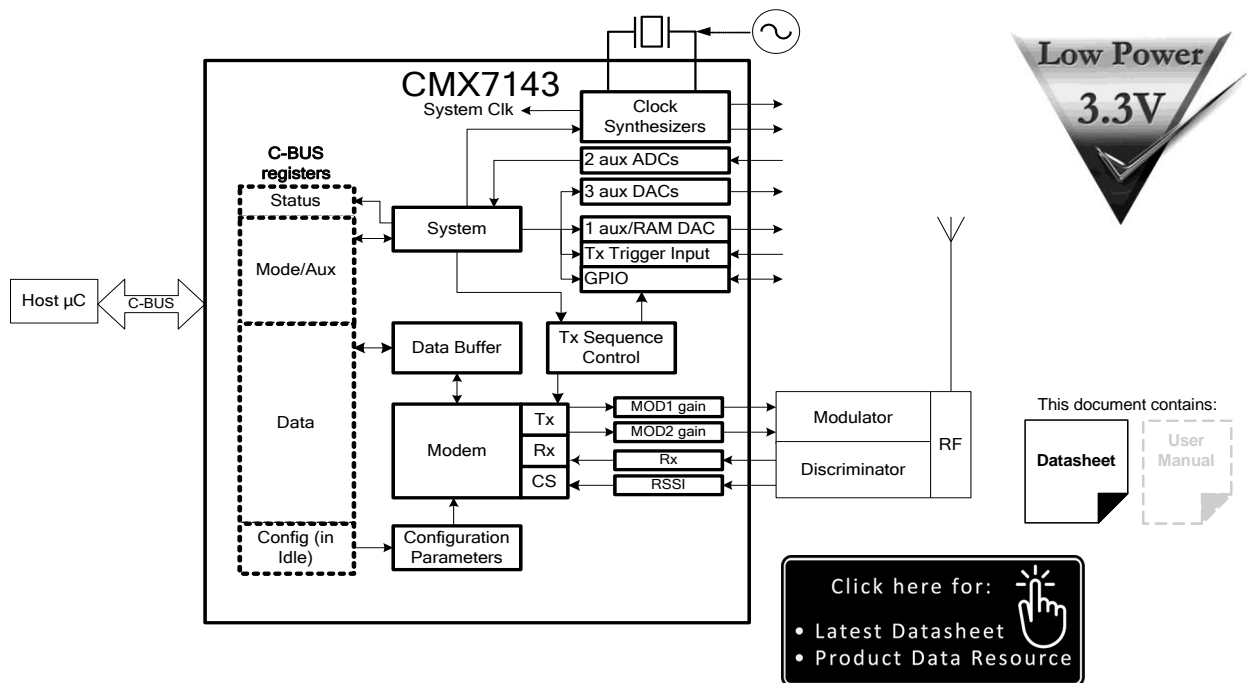 CMX7143
System Clk
Clock
Synthesizers
2 aux ADCs
3 aux DACs
1 aux/RAM DAC
Tx Trigger Input
GPIO
C-BUS
registers
Status
Mode/Aux
Data
Config (in
Idle)
System
Host µC
C-BUS
Data Buffer
Tx Sequence
Control
Modem
Tx
Rx
CS
MOD1 gain
MOD2 gain
Rx
RSSI
Modulator
Discriminator
RF
Configuration
Parameters
Low Power
3.3V
This document contains:
Datasheet
User
Manual
Click here for:
• Latest Datasheet
• Product Data Resource